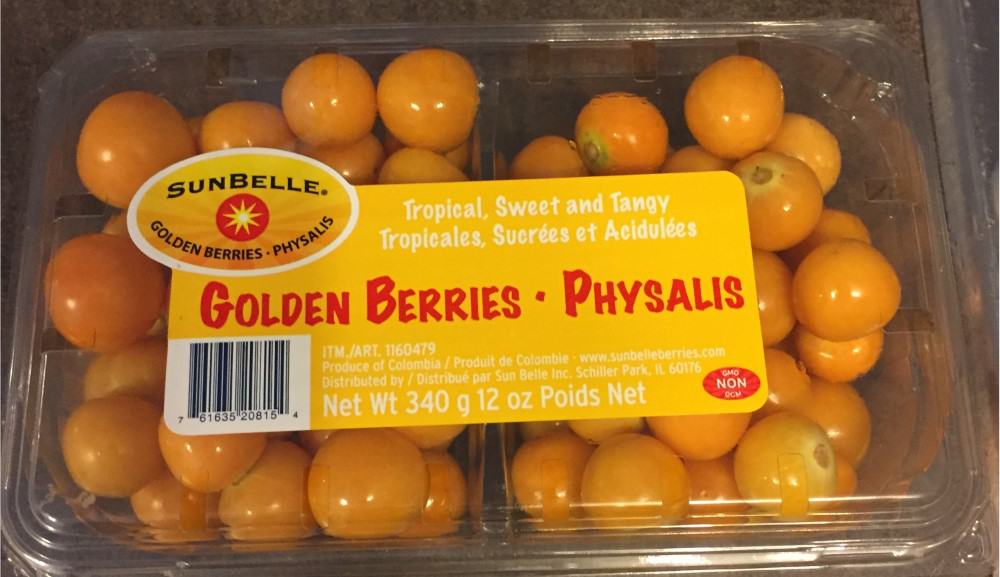 SUNBELLE®
GOLDEN BERRIES · PHYSALIS
Tropical, Sweet and Tangy
Tropicales, Sucrées et Acidulées
GOLDEN BERRIES · PHYSALIS
ITM./ART. 1160479
Produce of Colombia / Produit de Colombie · www.sunbelleberries.com
Distributed by / Distribué par Sun Belle Inc. Schiller Park, IL 60176
Net Wt 340 g 12 oz Poids Net
GMO
NON
OGM
7 61635 20815 4